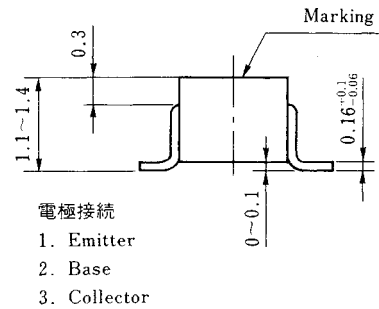 Marking
0.3
1.1~1.4
0.16 +0.1 -0.06
0~0.1
電極接続
1. Emitter
2. Base
3. Collector